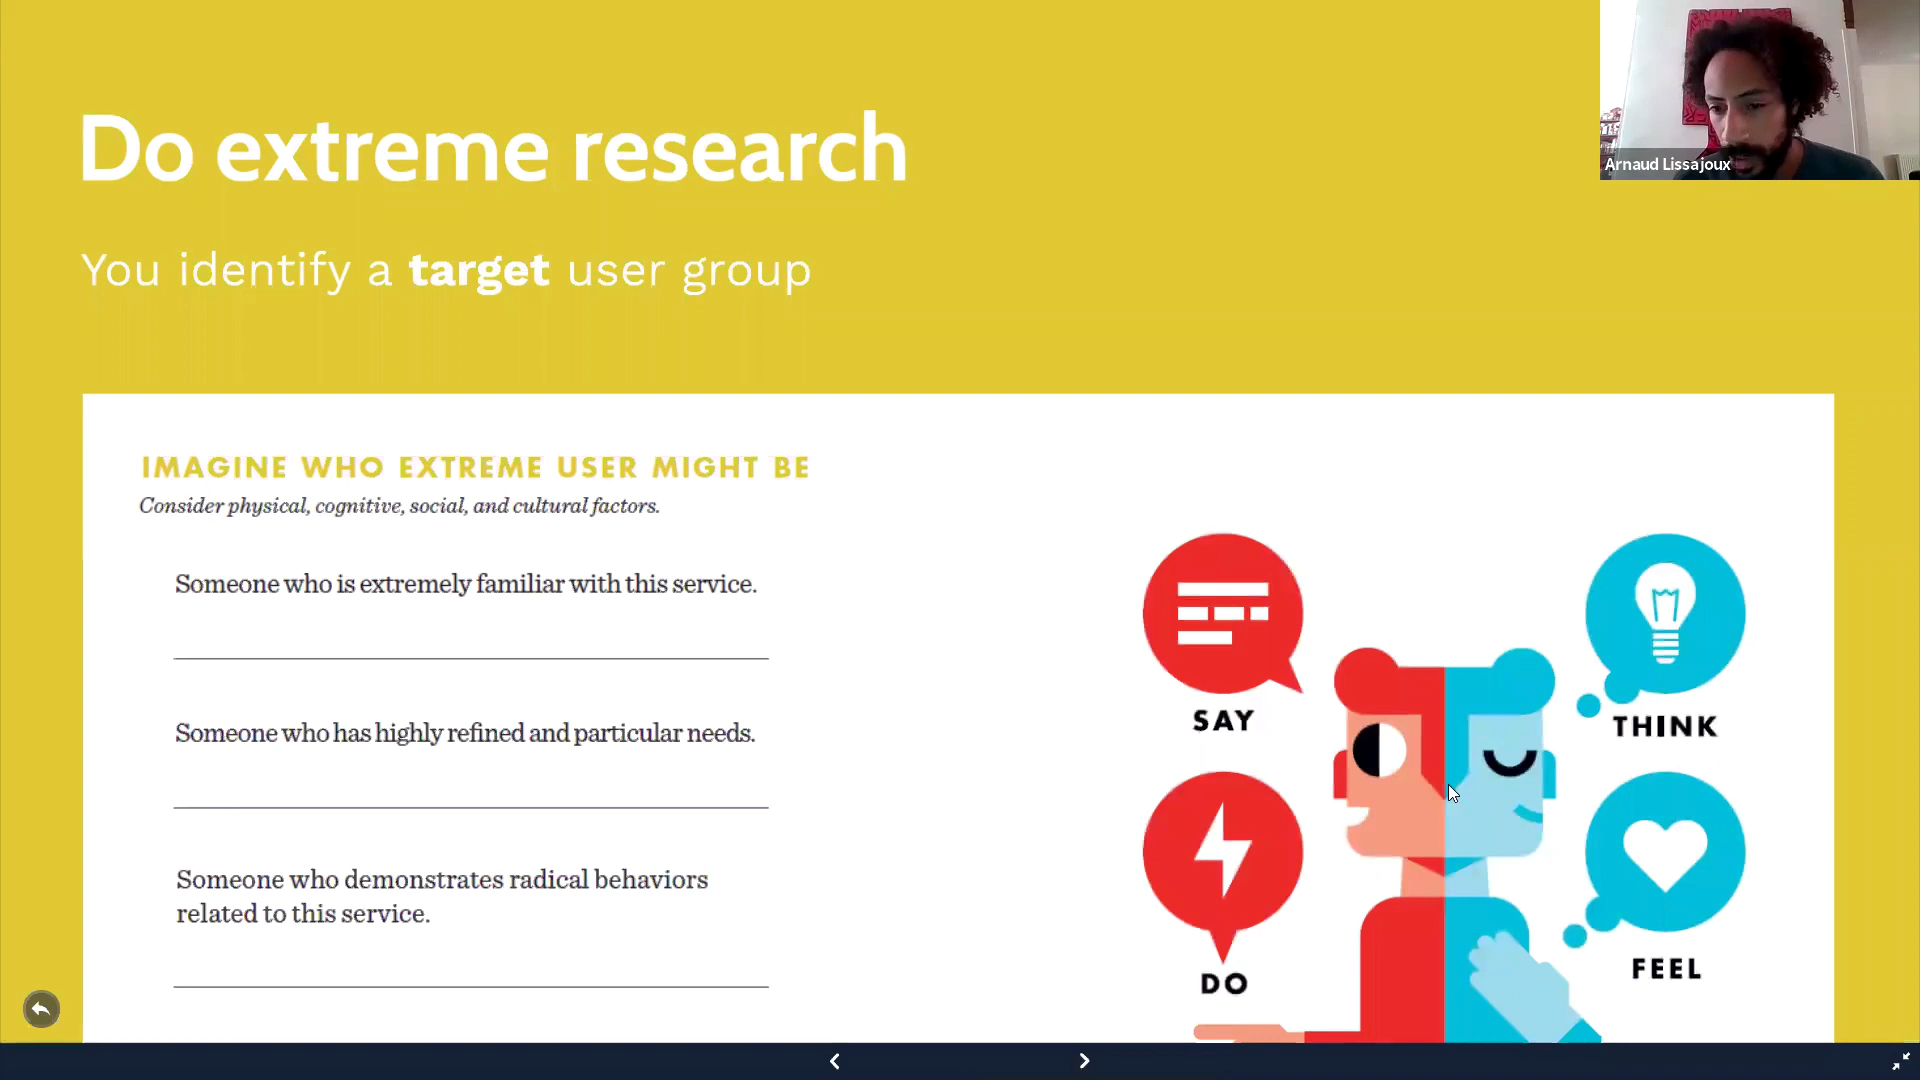 Do extreme research
You identify a target user group
Arnaud Lissajoux
IMAGINE WHO EXTREME USER MIGHT BE
Consider physical, cognitive, social, and cultural factors.
Someone who is extremely familiar with this service.
Someone who has highly refined and particular needs.
Someone who demonstrates radical behaviors
related to this service.
SAY
THINK
DO
FEEL